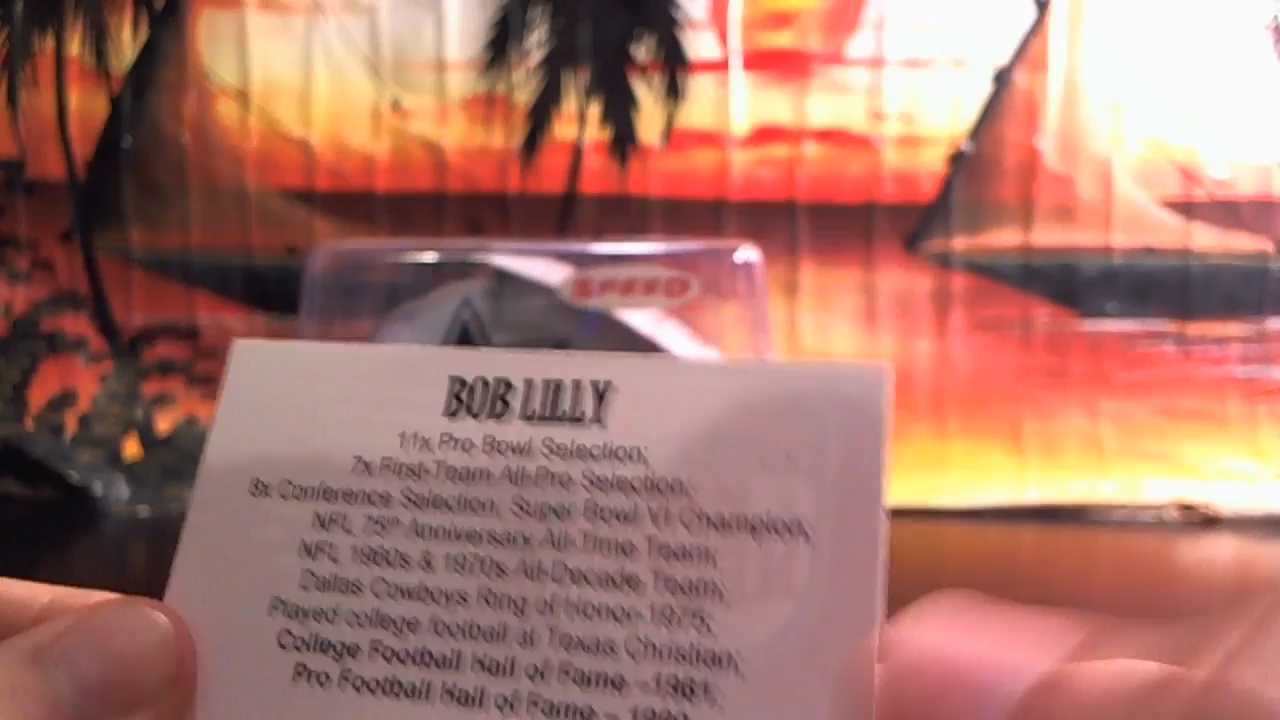 SPEED
BOB LILLY
11x Pro Bowl Selection;
7x First-Team All-Pro Selection;
8x Conference Selection, Super Bowl VI Champion;
NFL 75th Anniversary All-Time Team;
NFL 1960s & 1970s All-Decade Team;
Dallas Cowboys Ring of Honor-1975;
Played college football at Texas Christian;
College Football Hall of Fame -1981;
Pro Football Hall of Fame - 1980